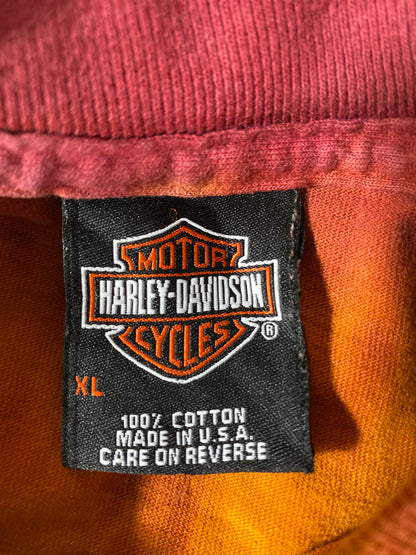 MOTOR
HARLEY-DAVIDSON
CYCLES ®
XL
100% COTTON
MADE IN U.S.A.
CARE ON REVERSE